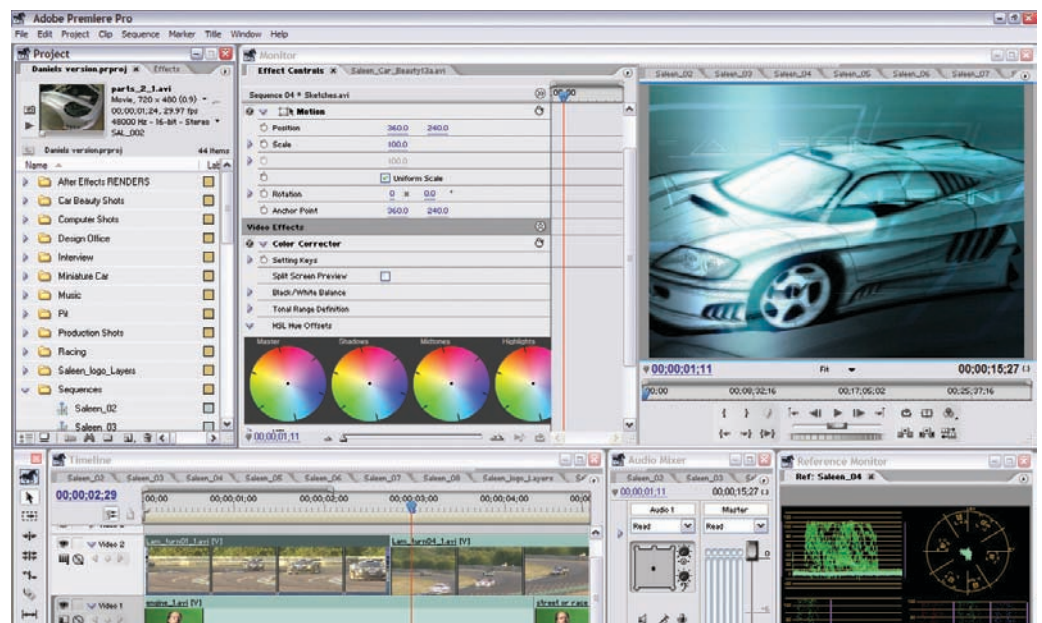 Adobe Premiere Pro
File Edit Project Clip Sequence Marker Title Window Help
Project
Daniels version.prproj Effects
parts_2_1.avi
Movie, 720 x 480 (0.9)
00;00;01;24, 29.97 fps
48000 Hz - 16-bit - Stereo
SAL_002
Daniels version.prproj 44 Items
Name Lab
After Effects RENDERS
Car Beauty Shots
Computer Shots
Design Office
Interview
Miniature Car
Music
Pit
Production Shots
Racing
Saleen_logo_Layers
Sequences
Saleen_02
Saleen_03
Monitor
Effect Controls Saleen_Car_Beauty13a.avi
Sequence 04 * Sketches.avi
00;00
Motion
Position 360.0 240.0
Scale 100.0
100.0
Uniform Scale
Rotation 0 x 0.0 °
Anchor Point 360.0 240.0
Video Effects
Color Corrector
Setting Keys
Split Screen Preview
Black/White Balance
Tonal Range Definition
HSL Hue Offsets
Master Shadows Midtones Highlights
00;00;01;11
Saleen_02 Saleen_03 Saleen_04 Saleen_05 Saleen_06 Saleen_07
00;00;01;11 Fit 00;00;15;27
00;00 00;08;32;16 00;17;05;02 00;25;37;16
Timeline
Saleen_02 Saleen_03 Saleen_04 Saleen_05 Saleen_06 Saleen_07 Saleen_08 Saleen_logo_Layers
00;00;02;29
00;00 00;00;01;00 00;00;02;00 00;00;03;00 00;00;04;00
Video 2
Lam_turn01_1.avi [V] Lam_turn04_1.avi [V]
Video 1
engine_1.avi [V] street or race
Audio Mixer
Saleen_02 Saleen_03
00;00;01;11 00;00;15;27
Audio 1 Master
Read Read
0
-6
Reference Monitor
Ref: Saleen_04